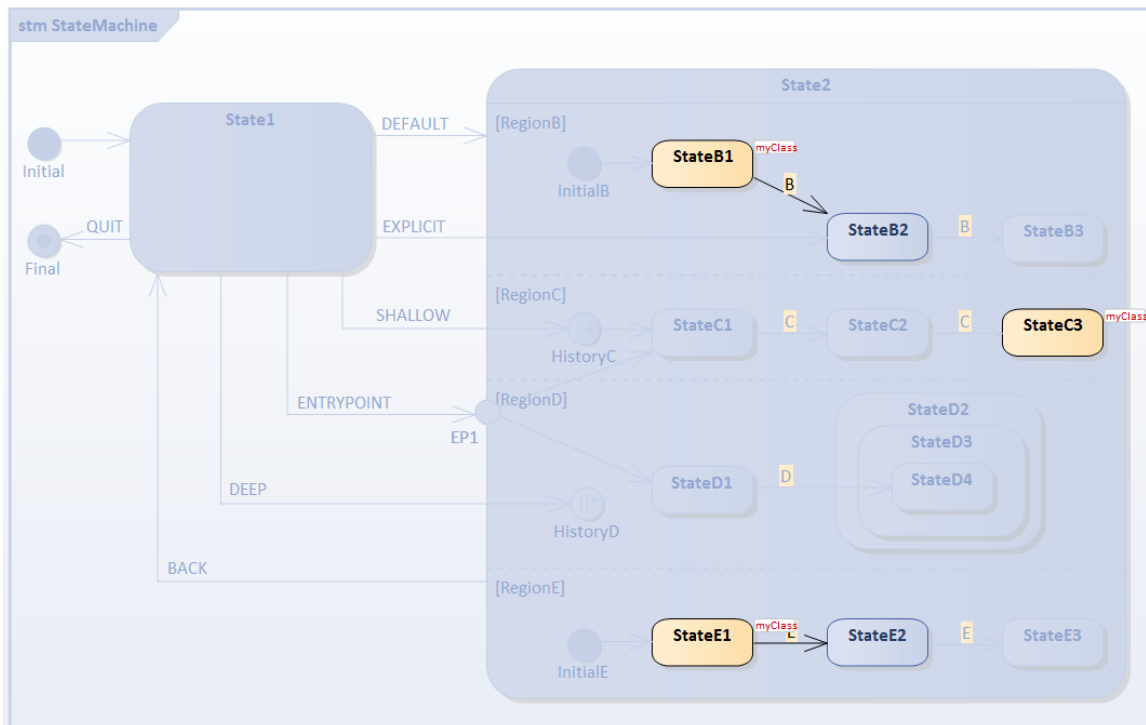 stm StateMachine
State2
State1
DEFAULT
[RegionB]
Initial
InitialB
StateB1
myClass
B
QUIT
EXPLICIT
StateB2
B
StateB3
Final
[RegionC]
SHALLOW
H
HistoryC
StateC1
C
StateC2
C
StateC3
myClass
ENTRYPOINT
[RegionD]
EP1
StateD2
StateD3
StateD4
StateD1
D
DEEP
H*
HistoryD
BACK
[RegionE]
InitialE
StateE1
myClass
E
StateE2
E
StateE3